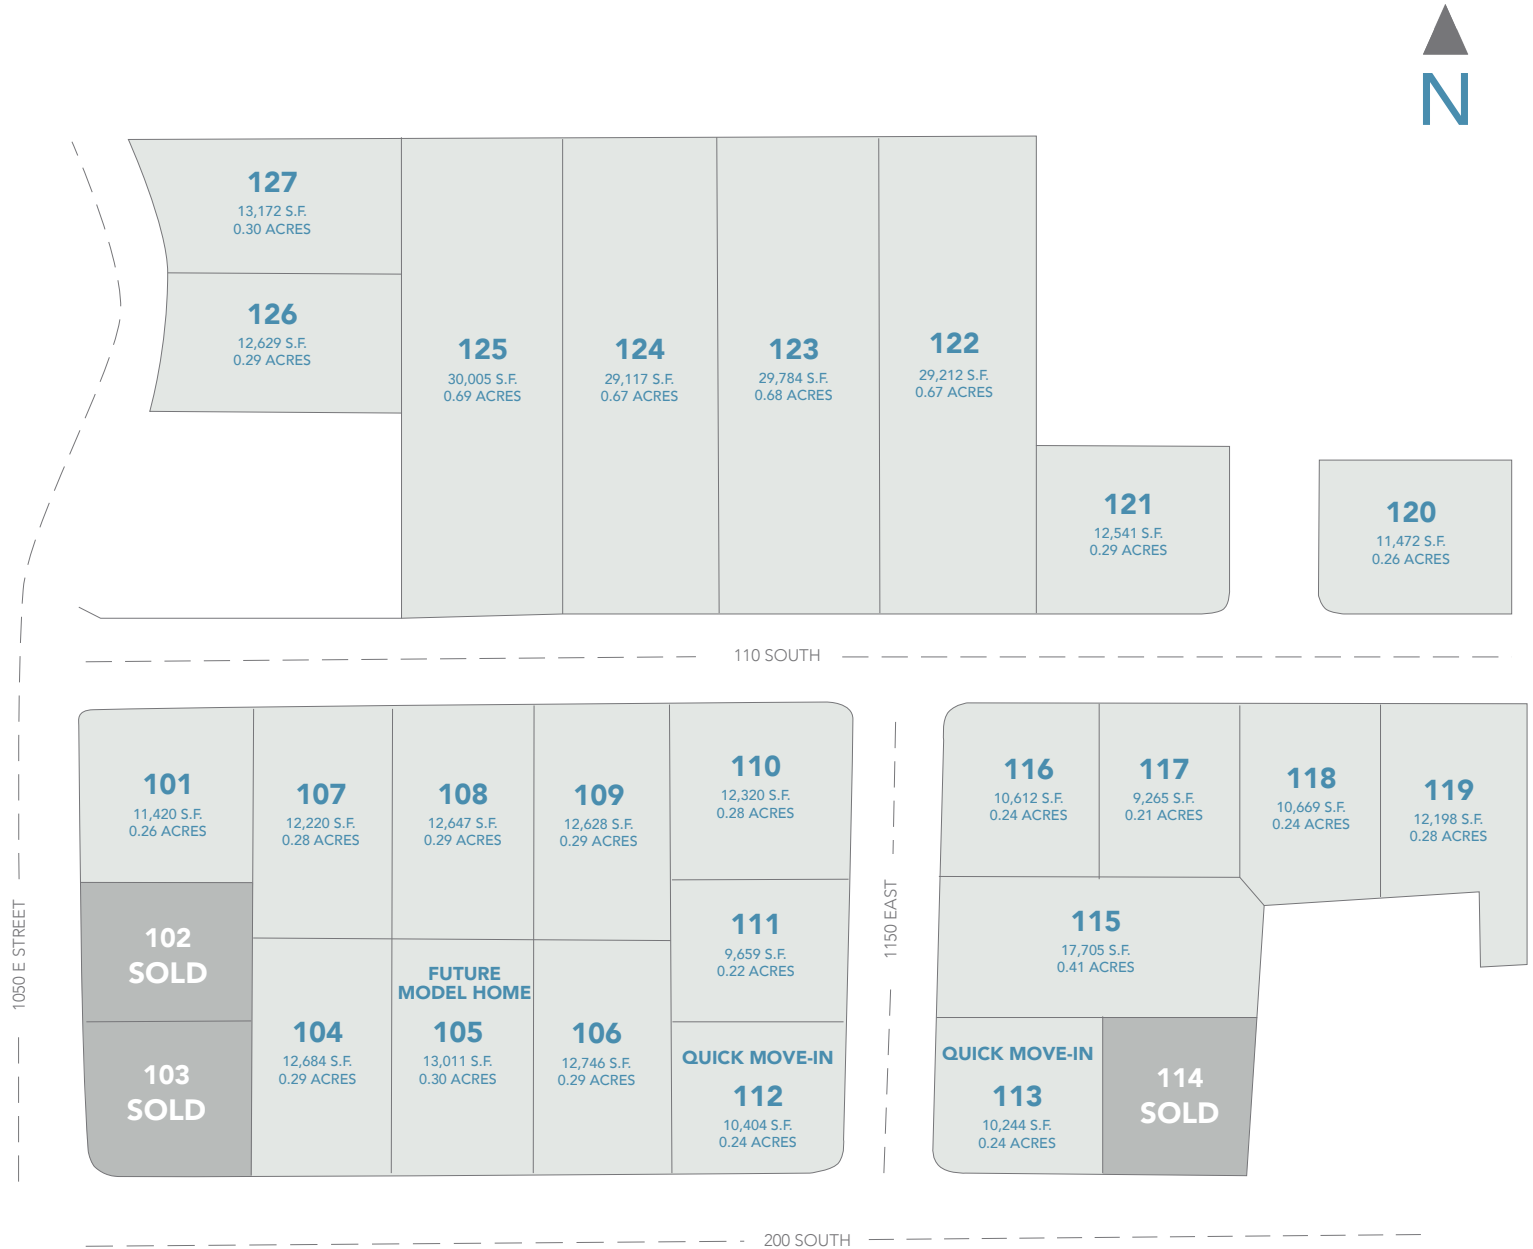 N
127
13,172 S.F.
0.30 ACRES
126
12,629 S.F.
0.29 ACRES
125
30,005 S.F.
0.69 ACRES
124
29,117 S.F.
0.67 ACRES
123
29,784 S.F.
0.68 ACRES
122
29,212 S.F.
0.67 ACRES
121
12,541 S.F.
0.29 ACRES
120
11,472 S.F.
0.26 ACRES
110 SOUTH
101
11,420 S.F.
0.26 ACRES
107
12,220 S.F.
0.28 ACRES
108
12,647 S.F.
0.29 ACRES
109
12,628 S.F.
0.29 ACRES
110
12,320 S.F.
0.28 ACRES
116
10,612 S.F.
0.24 ACRES
117
9,265 S.F.
0.21 ACRES
118
10,669 S.F.
0.24 ACRES
119
12,198 S.F.
0.28 ACRES
1050 E STREET
102
SOLD
111
9,659 S.F.
0.22 ACRES
1150 EAST
115
17,705 S.F.
0.41 ACRES
103
SOLD
104
12,684 S.F.
0.29 ACRES
FUTURE
MODEL HOME
105
13,011 S.F.
0.30 ACRES
106
12,746 S.F.
0.29 ACRES
QUICK MOVE-IN
112
10,404 S.F.
0.24 ACRES
QUICK MOVE-IN
113
10,244 S.F.
0.24 ACRES
114
SOLD
200 SOUTH